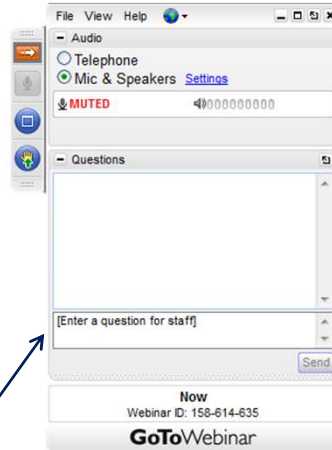 File View Help
Audio
Telephone
Mic & Speakers Settings
MUTED 000000000
Questions
[Enter a question for staff]
Send
Now
Webinar ID: 158-614-635
GoToWebinar